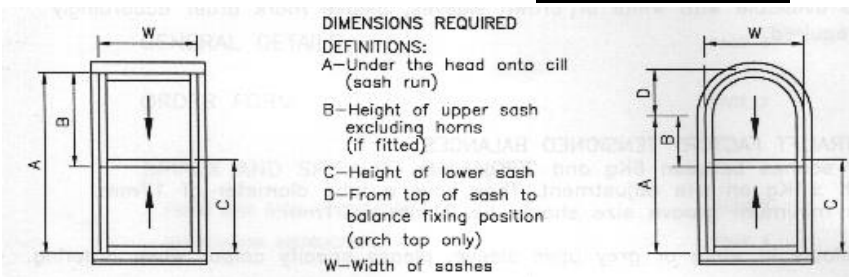 DIMENSIONS REQUIRED
DEFINITIONS:
A—Under the head onto cill
(sash run)
B—Height of upper sash
excluding horns
(if fitted)
C—Height of lower sash
D—From top of sash to
balance fixing position
(arch top only)
W—Width of sashes
W
A
B
C
W
D
B
A
C